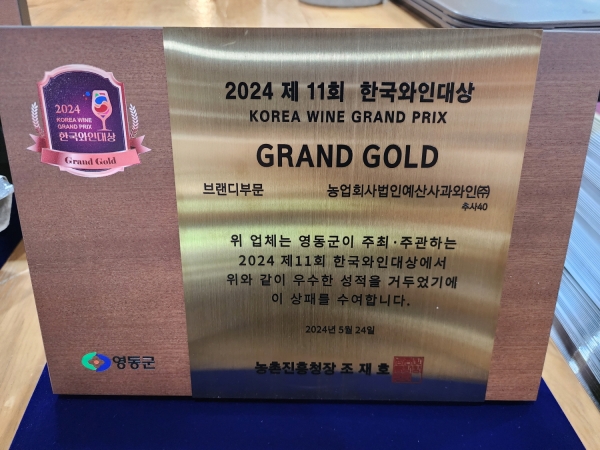 2024
KOREA WINE
GRAND PRIX
한국와인대상
Grand Gold
2024 제 11회 한국와인대상
KOREA WINE GRAND PRIX
GRAND GOLD
브랜디부문 농업회사법인예산사과와인㈜
추사40
위 업체는 영동군이 주최·주관하는
2024 제11회 한국와인대상에서
위와 같이 우수한 성적을 거두었기에
이 상패를 수여합니다.
2024년 5월 24일
농촌진흥청장 조 재 호
영동군